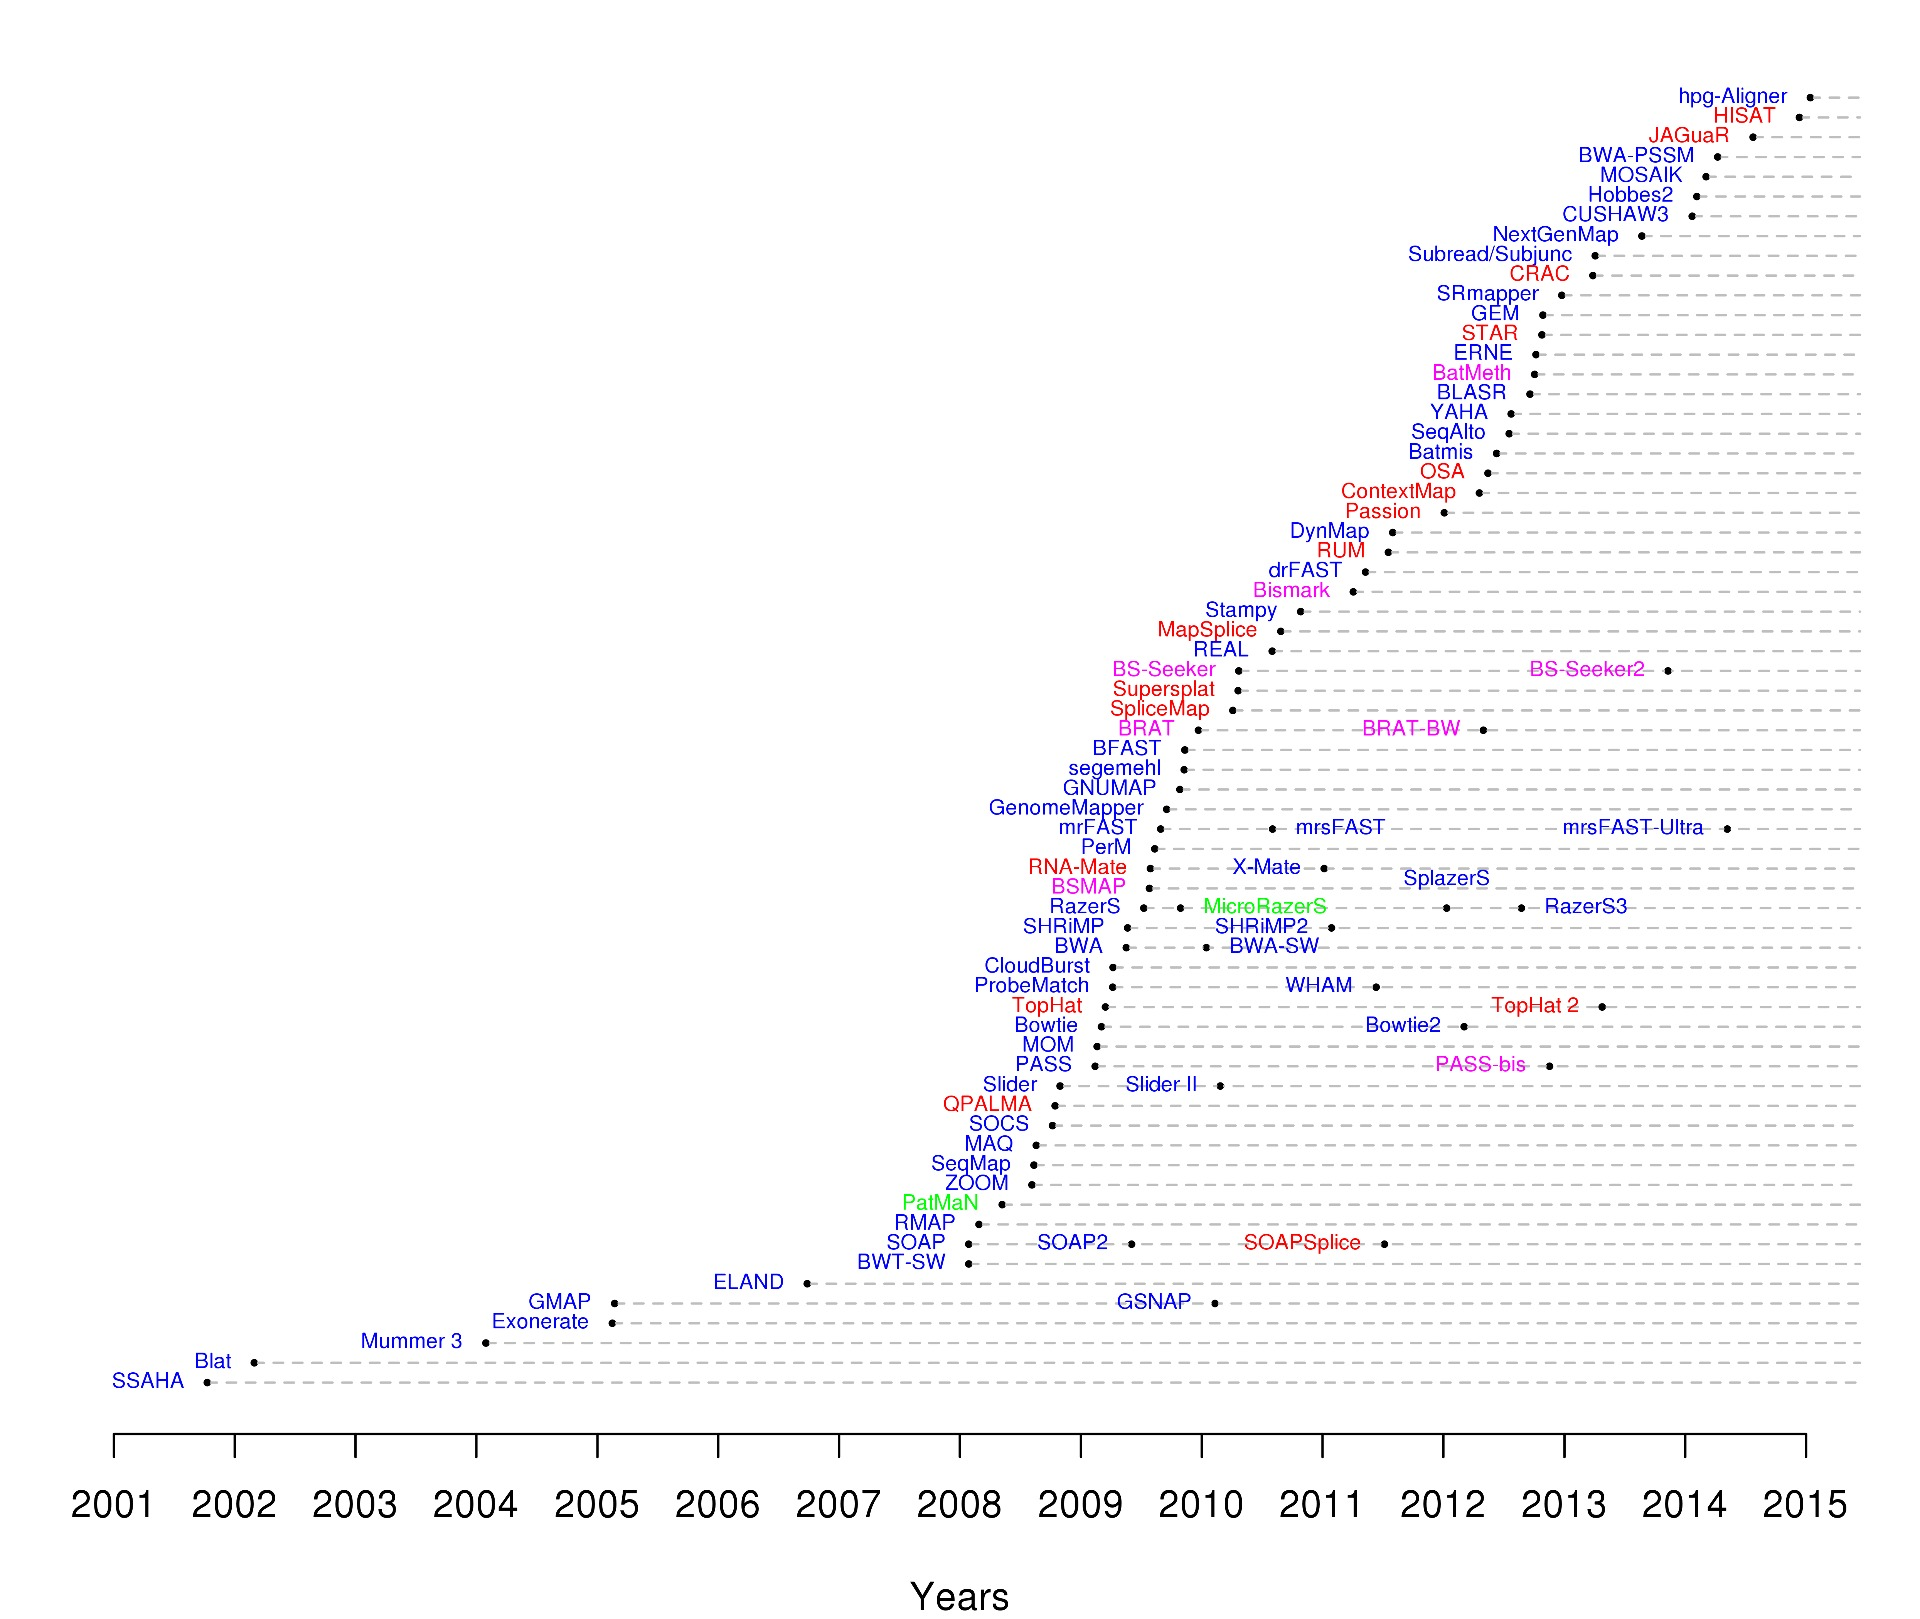 hpg-Aligner
HISAT
JAGuaR
BWA-PSSM
MOSAIK
Hobbes2
CUSHAW3
NextGenMap
Subread/Subjunc
CRAC
SRmapper
GEM
STAR
ERNE
BatMeth
BLASR
YAHA
SeqAlto
Batmis
OSA
ContextMap
Passion
DynMap
RUM
drFAST
Bismark
Stampy
MapSplice
REAL
BS-Seeker BS-Seeker2
Supersplat
SpliceMap
BRAT BRAT-BW
BFAST
segemehl
GNUMAP
GenomeMapper
mrFAST mrsFAST mrsFAST-Ultra
PerM
RNA-Mate X-Mate
SplazerS
BSMAP
RazerS MicroRazerS RazerS3
SHRiMP SHRiMP2
BWA BWA-SW
CloudBurst
ProbeMatch WHAM
TopHat TopHat 2
Bowtie Bowtie2
MOM
PASS PASS-bis
Slider Slider II
QPALMA
SOCS
MAQ
SeqMap
ZOOM
PatMaN
RMAP
SOAP SOAP2 SOAPSplice
BWT-SW
ELAND
GMAP GSNAP
Exonerate
Mummer 3
Blat
SSAHA
2001 2002 2003 2004 2005 2006 2007 2008 2009 2010 2011 2012 2013 2014 2015
Years